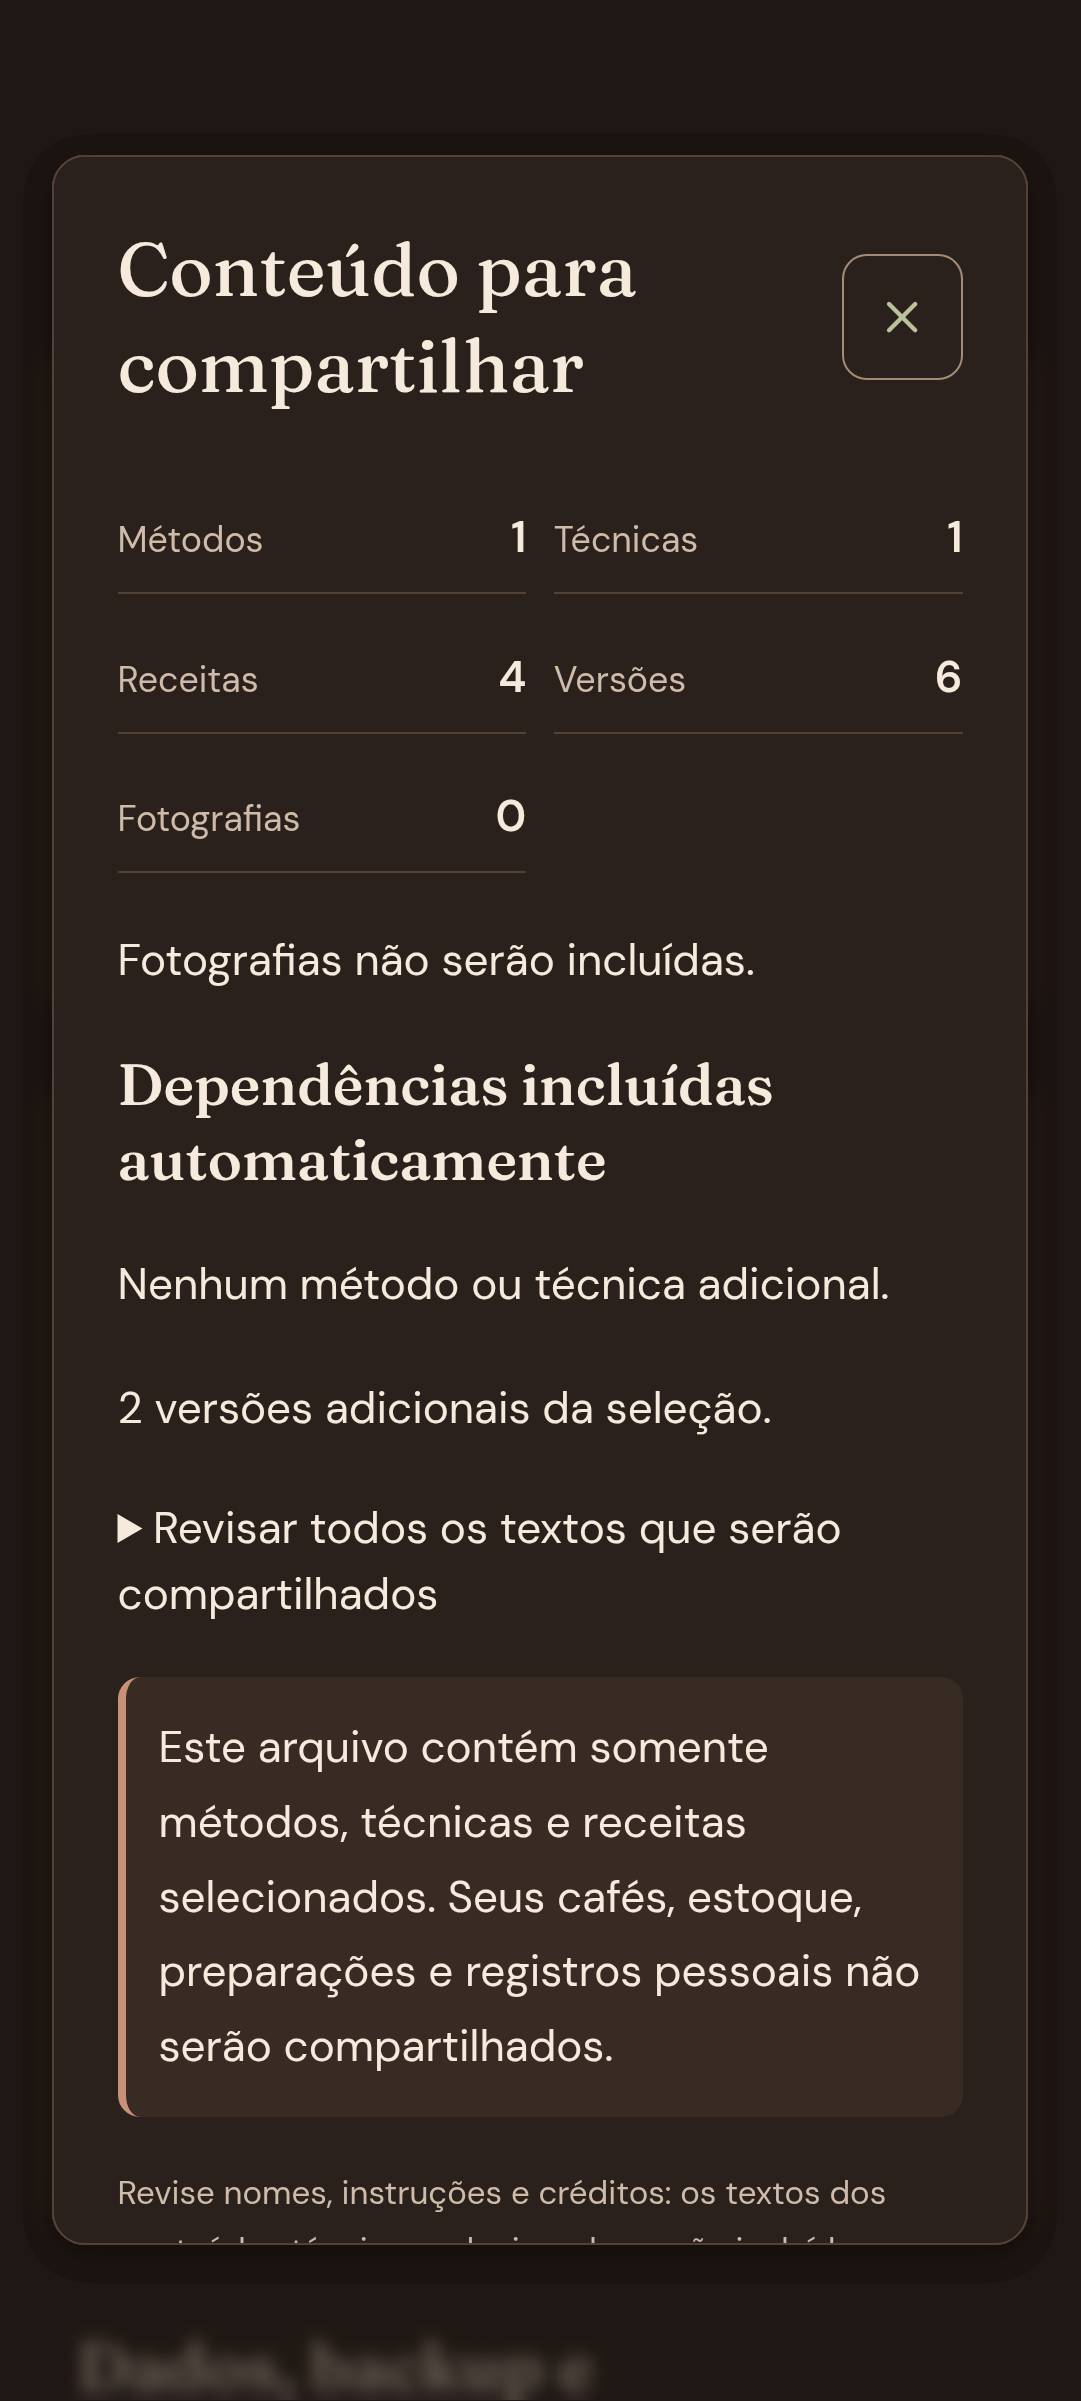 Conteúdo para
compartilhar
Métodos 1 Técnicas 1
Receitas 4 Versões 6
Fotografias 0
Fotografias não serão incluídas.
Dependências incluídas
automaticamente
Nenhum método ou técnica adicional.
2 versões adicionais da seleção.
Revisar todos os textos que serão
compartilhados
Este arquivo contém somente
métodos, técnicas e receitas
selecionados. Seus cafés, estoque,
preparações e registros pessoais não
serão compartilhados.
Revise nomes, instruções e créditos: os textos dos
Dados, backup e